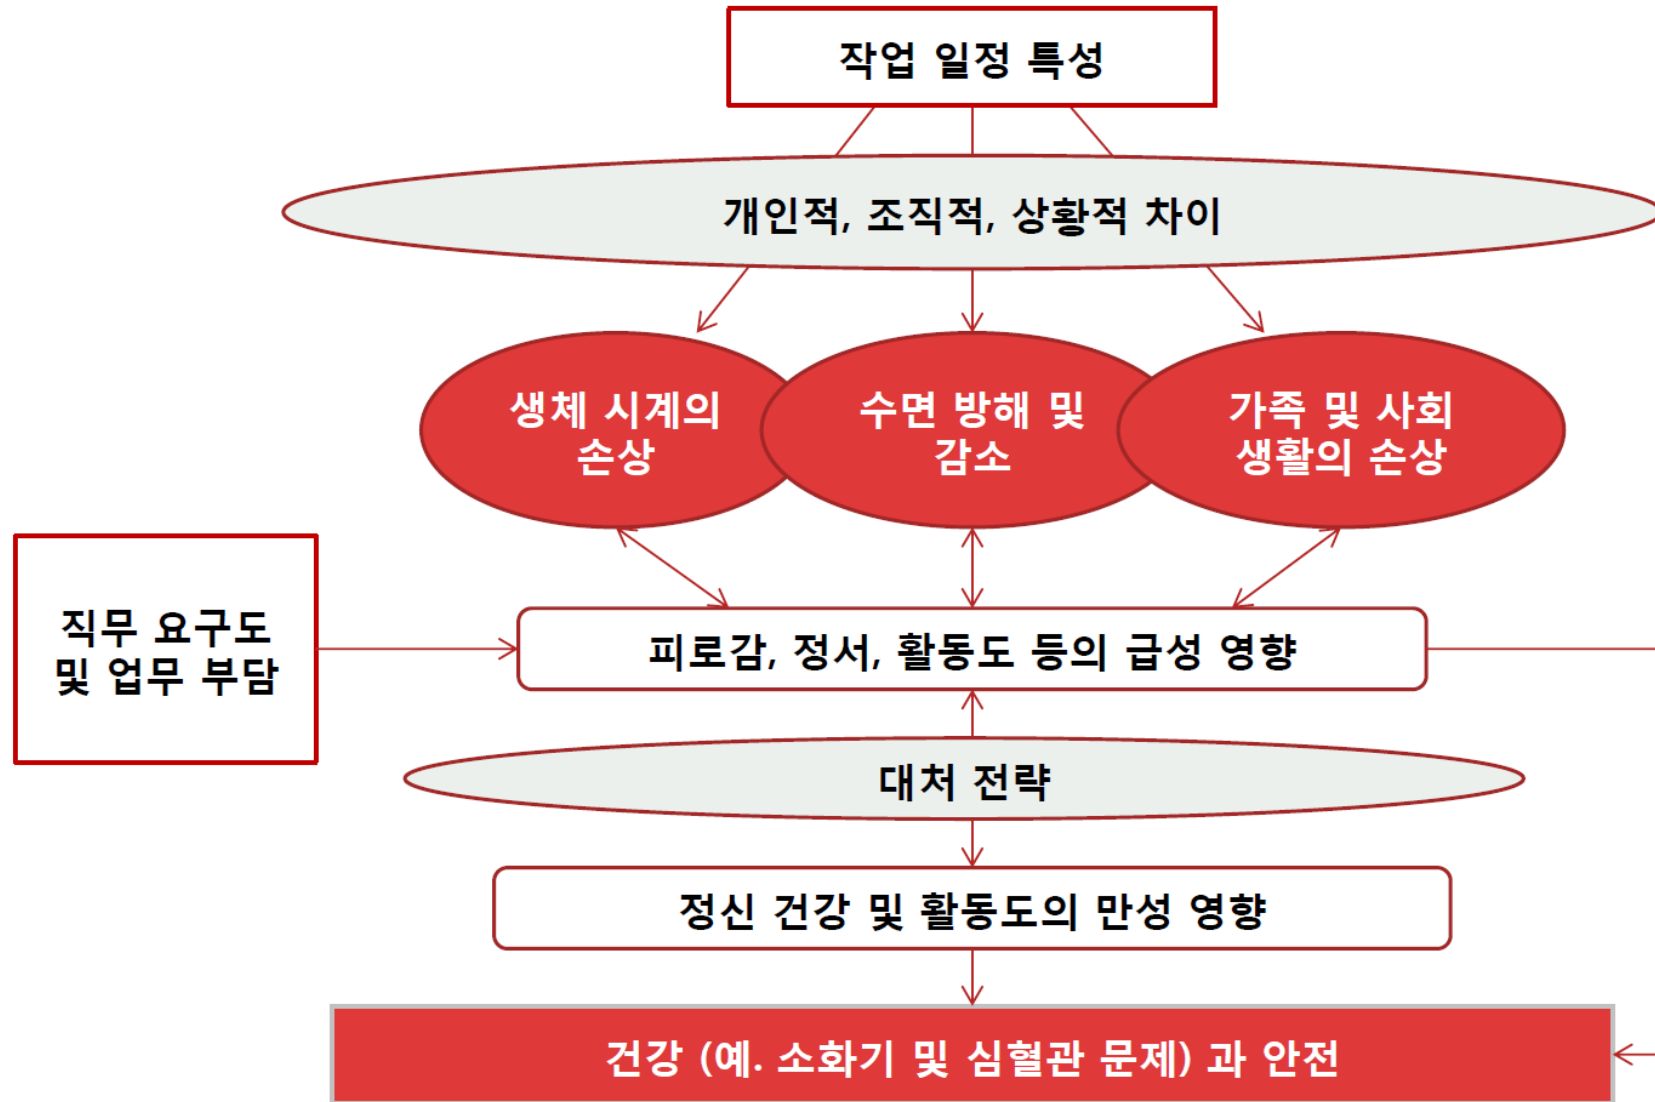 작업 일정 특성
개인적, 조직적, 상황적 차이
생체 시계의
손상
수면 방해 및
감소
가족 및 사회
생활의 손상
직무 요구도
및 업무 부담
피로감, 정서, 활동도 등의 급성 영향
대처 전략
정신 건강 및 활동도의 만성 영향
건강 (예. 소화기 및 심혈관 문제) 과 안전